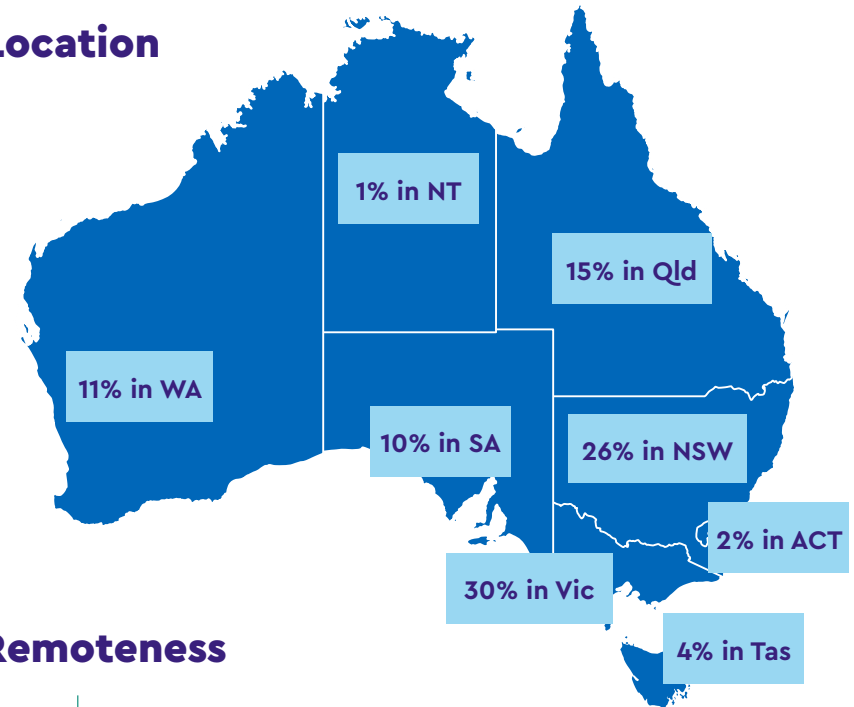 Location
1% in NT
15% in Qld
11% in WA
10% in SA
26% in NSW
2% in ACT
30% in Vic
4% in Tas
Remoteness